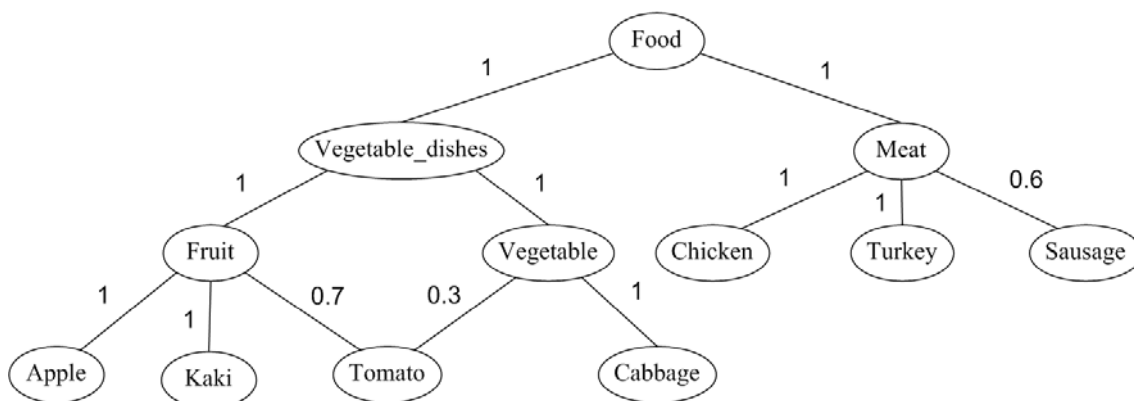 Food
1
1
Vegetable_dishes
Meat
1
1
1
1
0.6
Fruit
Vegetable
Chicken
Turkey
Sausage
1
1
0.7
0.3
1
Apple
Kaki
Tomato
Cabbage